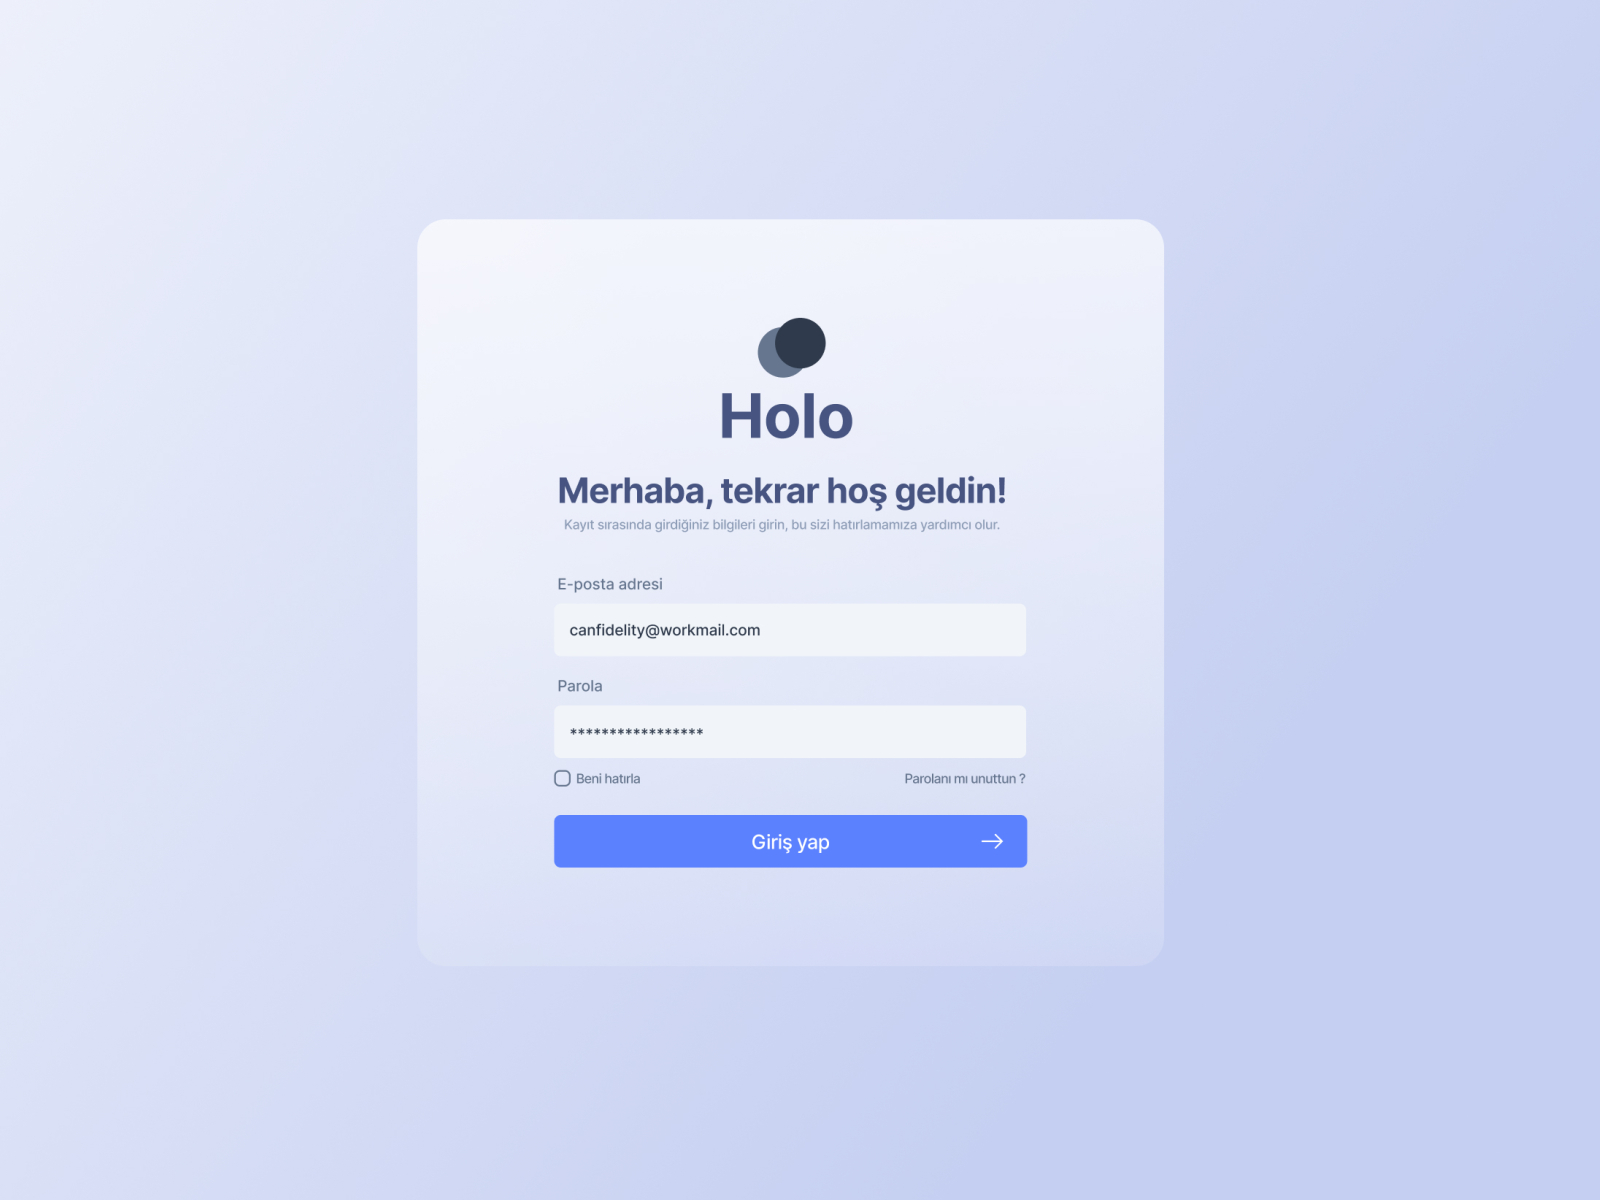 Holo
Merhaba, tekrar hoş geldin!
Kayıt sırasında girdiğiniz bilgileri girin, bu sizi hatırlamamıza yardımcı olur.
E-posta adresi
canfidelity@workmail.com
Parola
*****************
Beni hatırla
Parolanı mı unuttun ?
Giriş yap